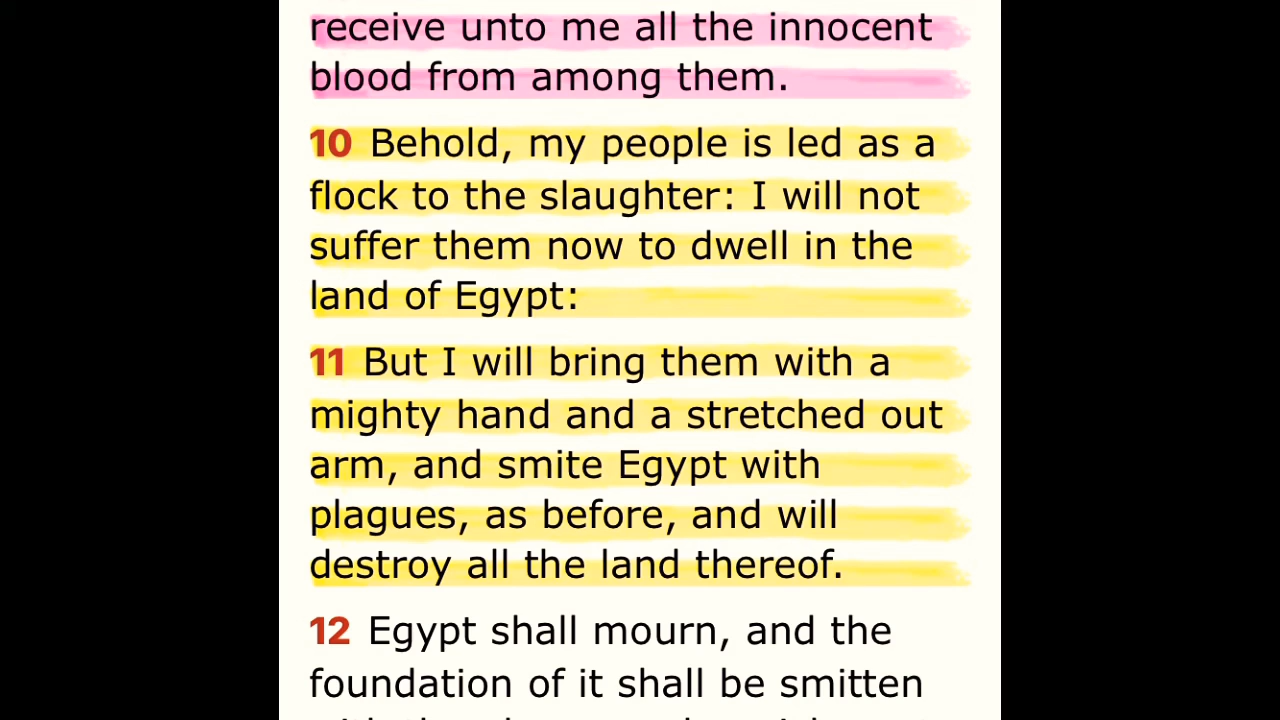 receive unto me all the innocent
blood from among them.
10 Behold, my people is led as a
flock to the slaughter: I will not
suffer them now to dwell in the
land of Egypt:
11 But I will bring them with a
mighty hand and a stretched out
arm, and smite Egypt with
plagues, as before, and will
destroy all the land thereof.
12 Egypt shall mourn, and the
foundation of it shall be smitten